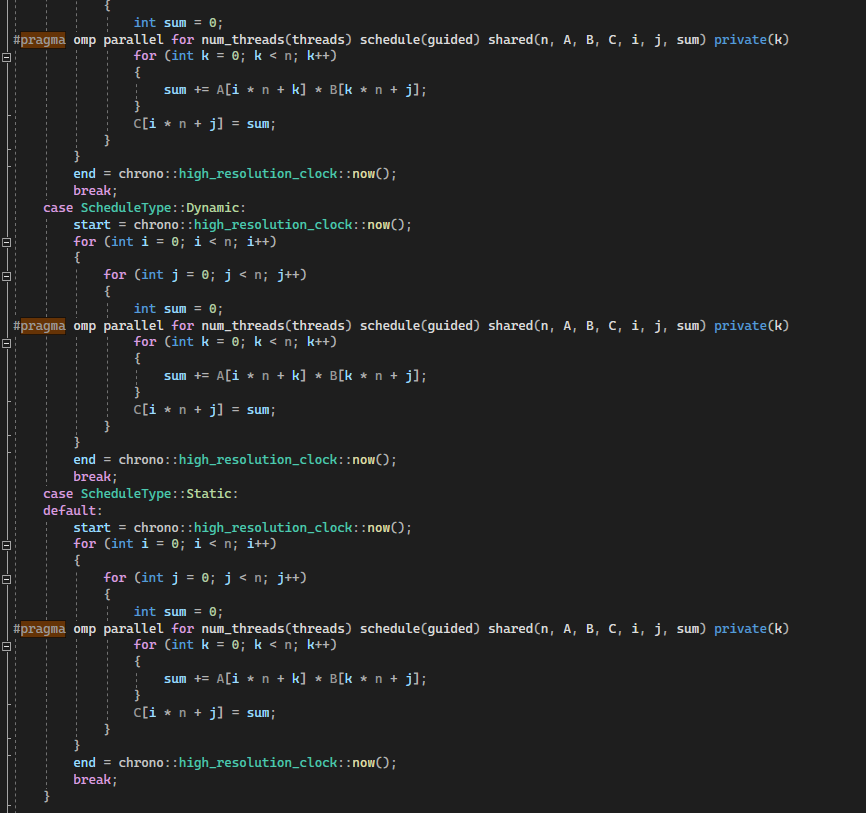 {
                int sum = 0;
#pragma omp parallel for num_threads(threads) schedule(guided) shared(n, A, B, C, i, j, sum) private(k)
                for (int k = 0; k < n; k++)
                {
                    sum += A[i * n + k] * B[k * n + j];
                }
                C[i * n + j] = sum;
            }
        }
        end = chrono::high_resolution_clock::now();
        break;
    case ScheduleType::Dynamic:
        start = chrono::high_resolution_clock::now();
        for (int i = 0; i < n; i++)
        {
            for (int j = 0; j < n; j++)
            {
                int sum = 0;
#pragma omp parallel for num_threads(threads) schedule(guided) shared(n, A, B, C, i, j, sum) private(k)
                for (int k = 0; k < n; k++)
                {
                    sum += A[i * n + k] * B[k * n + j];
                }
                C[i * n + j] = sum;
            }
        }
        end = chrono::high_resolution_clock::now();
        break;
    case ScheduleType::Static:
    default:
        start = chrono::high_resolution_clock::now();
        for (int i = 0; i < n; i++)
        {
            for (int j = 0; j < n; j++)
            {
                int sum = 0;
#pragma omp parallel for num_threads(threads) schedule(guided) shared(n, A, B, C, i, j, sum) private(k)
                for (int k = 0; k < n; k++)
                {
                    sum += A[i * n + k] * B[k * n + j];
                }
                C[i * n + j] = sum;
            }
        }
        end = chrono::high_resolution_clock::now();
        break;
    }